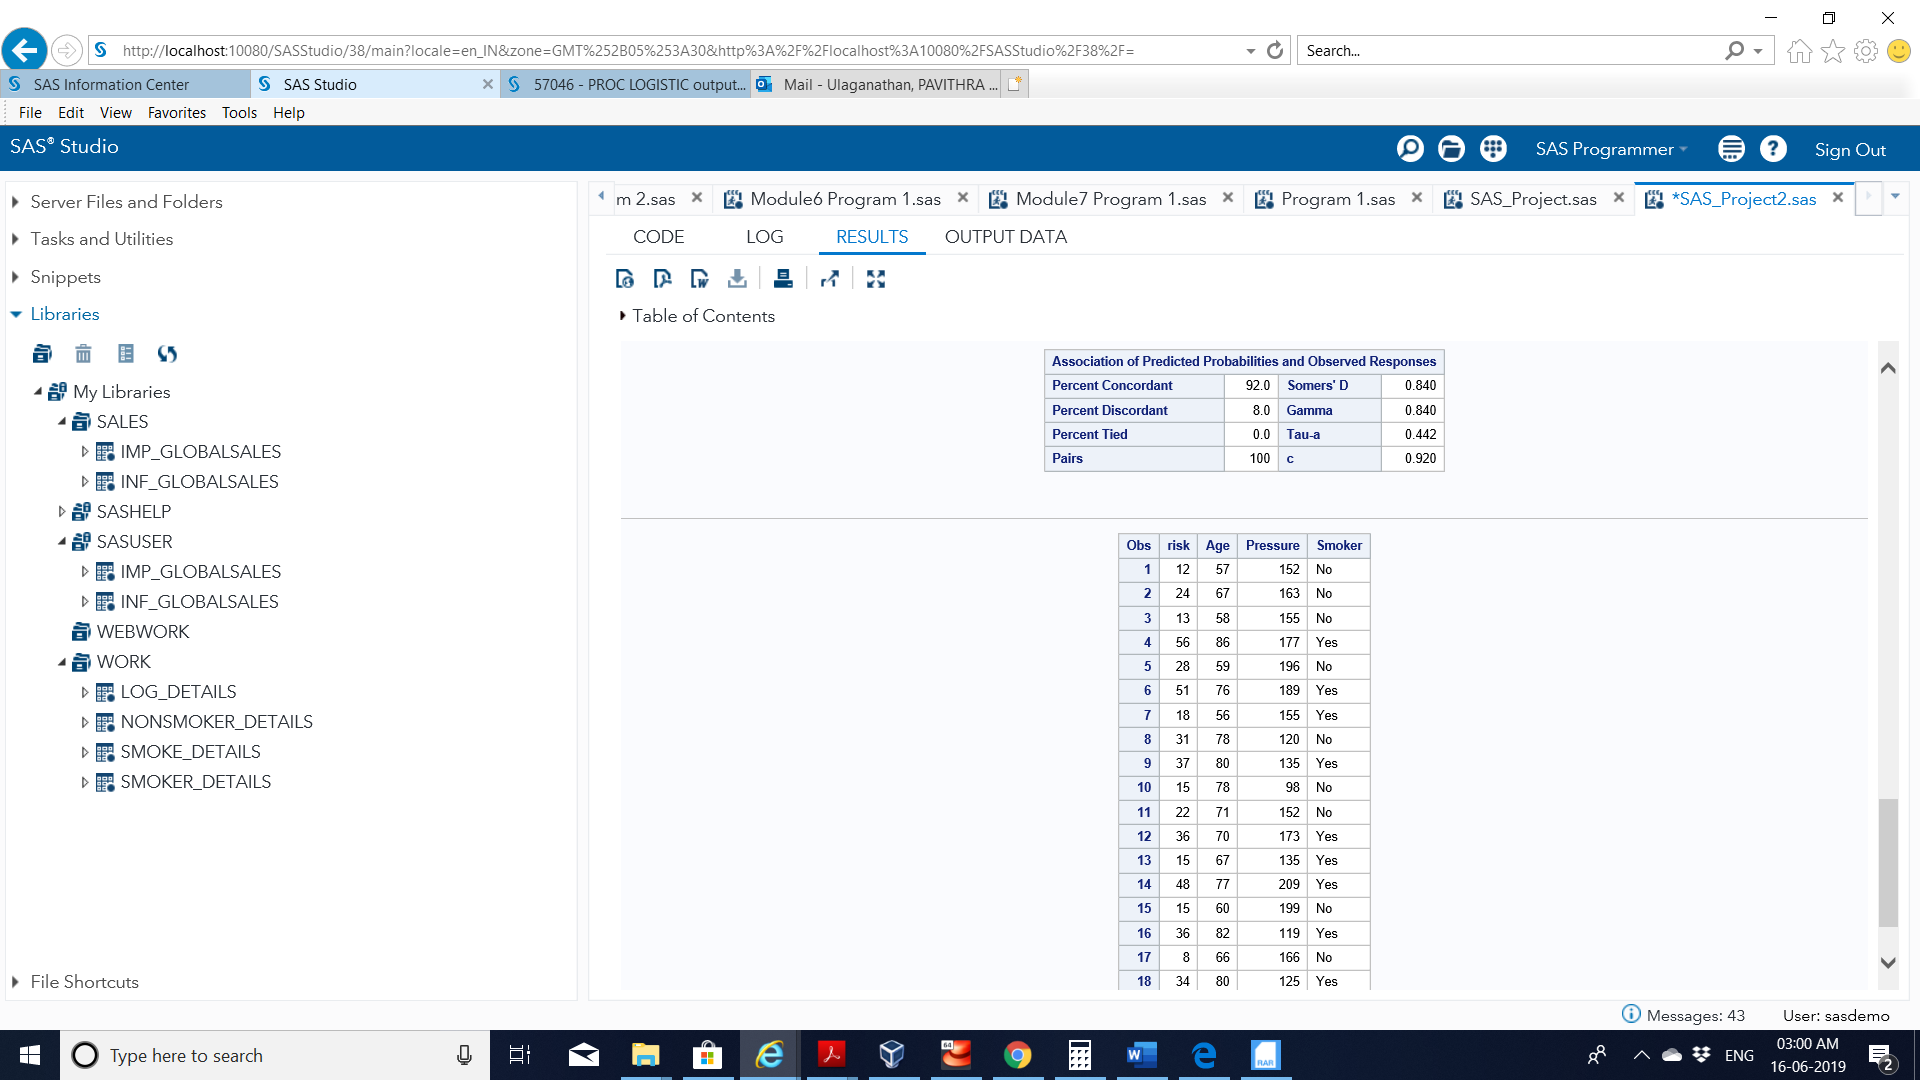 http://localhost:10080/SASStudio/38/main?locale=en_IN&zone=GMT%252B05%253A30&http%3A%2F%2Flocalhost%3A10080%2FSASStudio%2F38%2F=
Search...
SAS Information Center
SAS Studio
57046 - PROC LOGISTIC output...
Mail - Ulaganathan, PAVITHRA ...
File Edit View Favorites Tools Help
SAS® Studio
SAS Programmer
Sign Out
Server Files and Folders
Tasks and Utilities
Snippets
Libraries
My Libraries
SALES
IMP_GLOBALSALES
INF_GLOBALSALES
SASHELP
SASUSER
IMP_GLOBALSALES
INF_GLOBALSALES
WEBWORK
WORK
LOG_DETAILS
NONSMOKER_DETAILS
SMOKE_DETAILS
SMOKER_DETAILS
File Shortcuts
m 2.sas
Module6 Program 1.sas
Module7 Program 1.sas
Program 1.sas
SAS_Project.sas
*SAS_Project2.sas
CODE LOG RESULTS OUTPUT DATA
Table of Contents
Association of Predicted Probabilities and Observed Responses
Percent Concordant 92.0 Somers' D 0.840
Percent Discordant 8.0 Gamma 0.840
Percent Tied 0.0 Tau-a 0.442
Pairs 100 c 0.920
Obs risk Age Pressure Smoker
1 12 57 152 No
2 24 67 163 No
3 13 58 155 No
4 56 86 177 Yes
5 28 59 196 No
6 51 76 189 Yes
7 18 56 155 Yes
8 31 78 120 No
9 37 80 135 Yes
10 15 78 98 No
11 22 71 152 No
12 36 70 173 Yes
13 15 67 135 Yes
14 48 77 209 Yes
15 15 60 199 No
16 36 82 119 Yes
17 8 66 166 No
18 34 80 125 Yes
Messages: 43
User: sasdemo
Type here to search
64
RAR
ENG
03:00 AM
16-06-2019
2